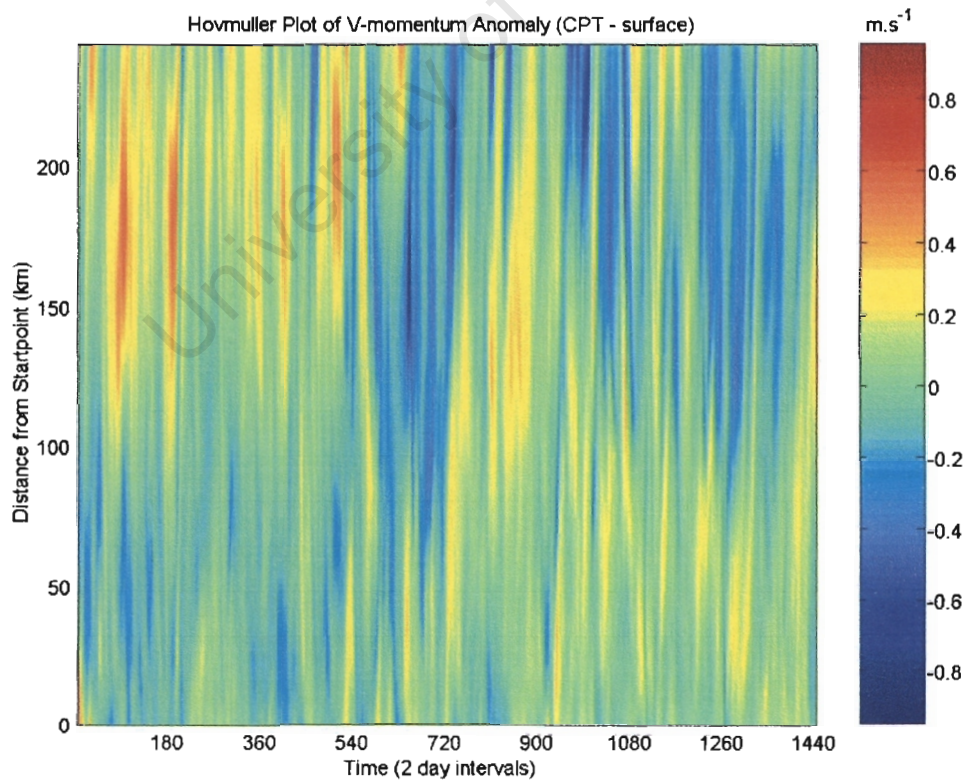 Hovmuller Plot of V-momentum Anomaly (CPT - surface)
m.s-1
200
150
100
50
0
Distance from Startpoint (km)
180 360 540 720 900 1080 1260 1440
Time (2 day intervals)
0.8
0.6
0.4
0.2
0
-0.2
-0.4
-0.6
-0.8
University of